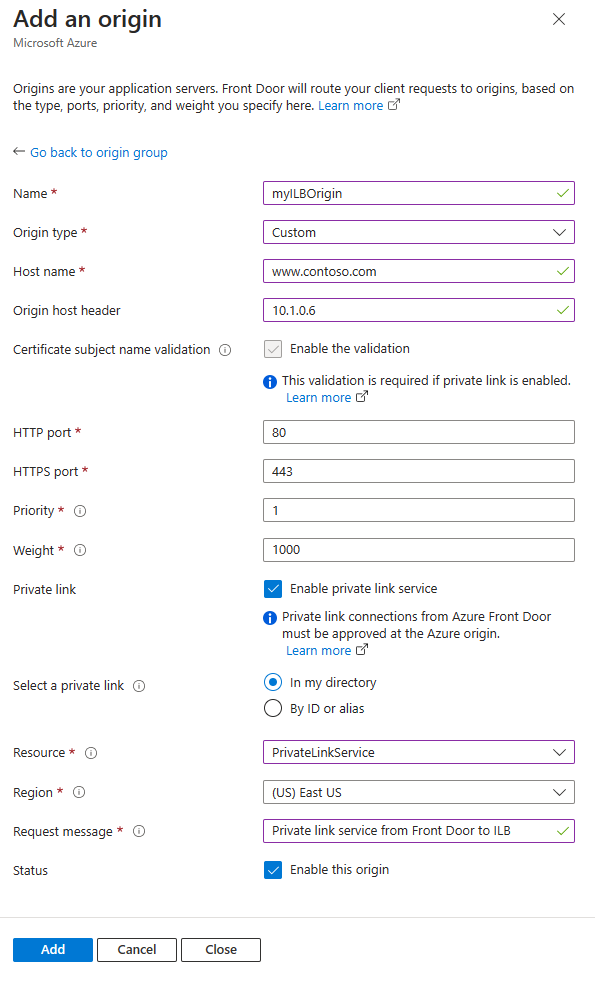 Add an origin
Microsoft Azure
Origins are your application servers. Front Door will route your client requests to origins, based on
the type, ports, priority, and weight you specify here. Learn more
Go back to origin group
Name *
myILBOrigin
Origin type *
Custom
Host name *
www.contoso.com
Origin host header
10.1.0.6
Certificate subject name validation
Enable the validation
This validation is required if private link is enabled.
Learn more
HTTP port *
80
HTTPS port *
443
Priority *
1
Weight *
1000
Private link
Enable private link service
Private link connections from Azure Front Door
must be approved at the Azure origin.
Learn more
Select a private link
In my directory
By ID or alias
Resource *
PrivateLinkService
Region *
(US) East US
Request message *
Private link service from Front Door to ILB
Status
Enable this origin
Add
Cancel
Close